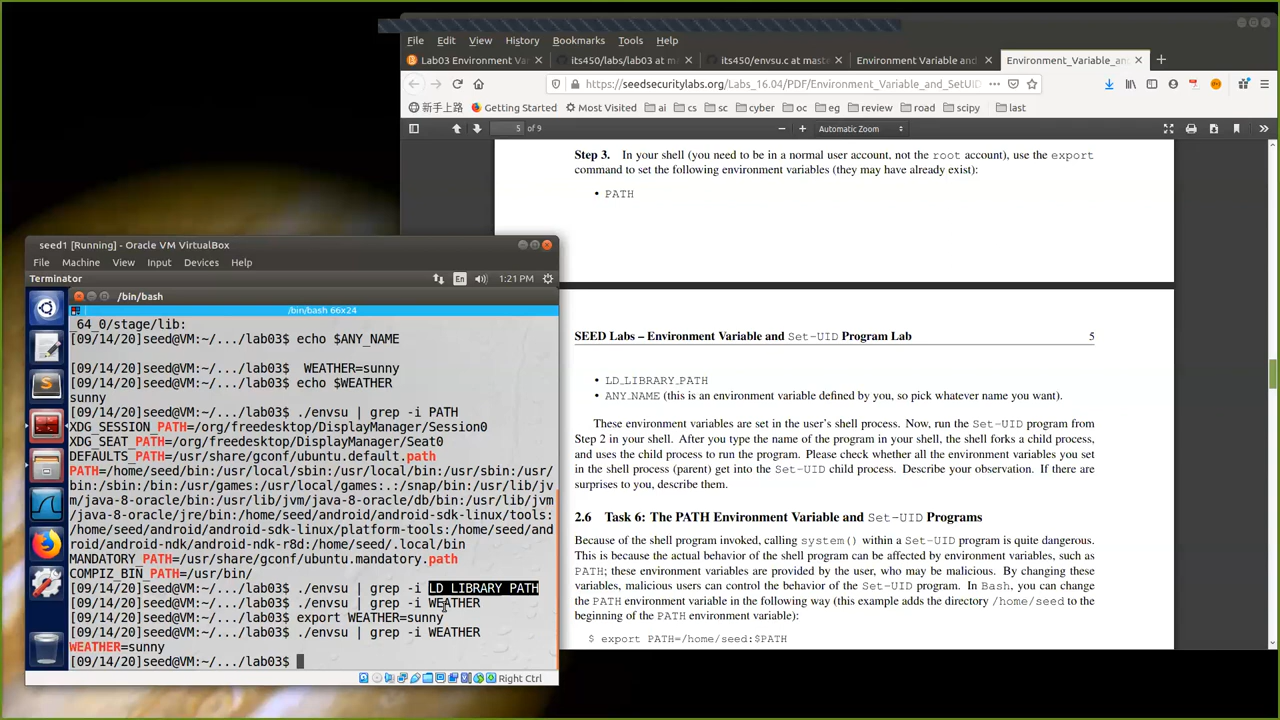 File Edit View History Bookmarks Tools Help
Lab03 Environment Var
its450/labs/lab03 at m
its450/envsu.c at maste
Environment Variable and
Environment_Variable_and
https://seedsecuritylabs.org/Labs_16.04/PDF/Environment_Variable_and_SetUID
新手上路 Getting Started Most Visited ai cs sc cyber oc eg review road scipy last
5 of 9
Automatic Zoom
Step 3. In your shell (you need to be in a normal user account, not the root account), use the export
command to set the following environment variables (they may have already exist):
• PATH
SEED Labs – Environment Variable and Set-UID Program Lab 5
• LD_LIBRARY_PATH
• ANY_NAME (this is an environment variable defined by you, so pick whatever name you want).
These environment variables are set in the user's shell process. Now, run the Set-UID program from
Step 2 in your shell. After you type the name of the program in your shell, the shell forks a child process,
and uses the child process to run the program. Please check whether all the environment variables you set
in the shell process (parent) get into the Set-UID child process. Describe your observation. If there are
surprises to you, describe them.
2.6 Task 6: The PATH Environment Variable and Set-UID Programs
Because of the shell program invoked, calling system() within a Set-UID program is quite dangerous.
This is because the actual behavior of the shell program can be affected by environment variables, such as
PATH; these environment variables are provided by the user, who may be malicious. By changing these
variables, malicious users can control the behavior of the Set-UID program. In Bash, you can change
the PATH environment variable in the following way (this example adds the directory /home/seed to the
beginning of the PATH environment variable):
$ export PATH=/home/seed:$PATH
seed1 [Running] - Oracle VM VirtualBox
File Machine View Input Devices Help
Terminator En 1:21 PM
/bin/bash
/bin/bash 66x24
_64_0/stage/lib:
[09/14/20]seed@VM:~/.../lab03$ echo $ANY_NAME
[09/14/20]seed@VM:~/.../lab03$  WEATHER=sunny
[09/14/20]seed@VM:~/.../lab03$ echo $WEATHER
sunny
[09/14/20]seed@VM:~/.../lab03$ ./envsu | grep -i PATH
XDG_SESSION_PATH=/org/freedesktop/DisplayManager/Session0
XDG_SEAT_PATH=/org/freedesktop/DisplayManager/Seat0
DEFAULTS_PATH=/usr/share/gconf/ubuntu.default.path
PATH=/home/seed/bin:/usr/local/sbin:/usr/local/bin:/usr/sbin:/usr/
bin:/sbin:/bin:/usr/games:/usr/local/games:.:/snap/bin:/usr/lib/jv
m/java-8-oracle/bin:/usr/lib/jvm/java-8-oracle/db/bin:/usr/lib/jvm
/java-8-oracle/jre/bin:/home/seed/android/android-sdk-linux/tools:
/home/seed/android/android-sdk-linux/platform-tools:/home/seed/and
roid/android-ndk/android-ndk-r8d:/home/seed/.local/bin
MANDATORY_PATH=/usr/share/gconf/ubuntu.mandatory.path
COMPIZ_BIN_PATH=/usr/bin/
[09/14/20]seed@VM:~/.../lab03$ ./envsu | grep -i LD_LIBRARY_PATH
[09/14/20]seed@VM:~/.../lab03$ ./envsu | grep -i WEATHER
[09/14/20]seed@VM:~/.../lab03$ export WEATHER=sunny
[09/14/20]seed@VM:~/.../lab03$ ./envsu | grep -i WEATHER
WEATHER=sunny
[09/14/20]seed@VM:~/.../lab03$
Right Ctrl